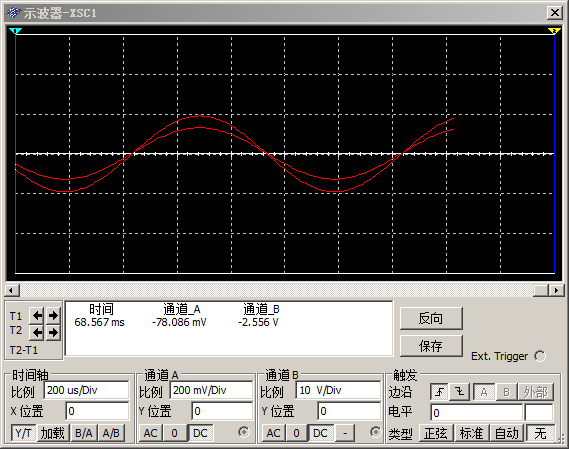 示波器-XSC1
1
2
时间 通道_A 通道_B
T1 68.567 ms -78.086 mV -2.556 V
T2
T2-T1
反向
保存
Ext. Trigger
时间轴 通道 A 通道 B 触发
比例 200 us/Div 比例 200 mV/Div 比例 10 V/Div 边沿 A B 外部
X 位置 0 Y 位置 0 Y 位置 0 电平 0
Y/T 加载 B/A A/B AC 0 DC AC 0 DC - 类型 正弦 标准 自动 无